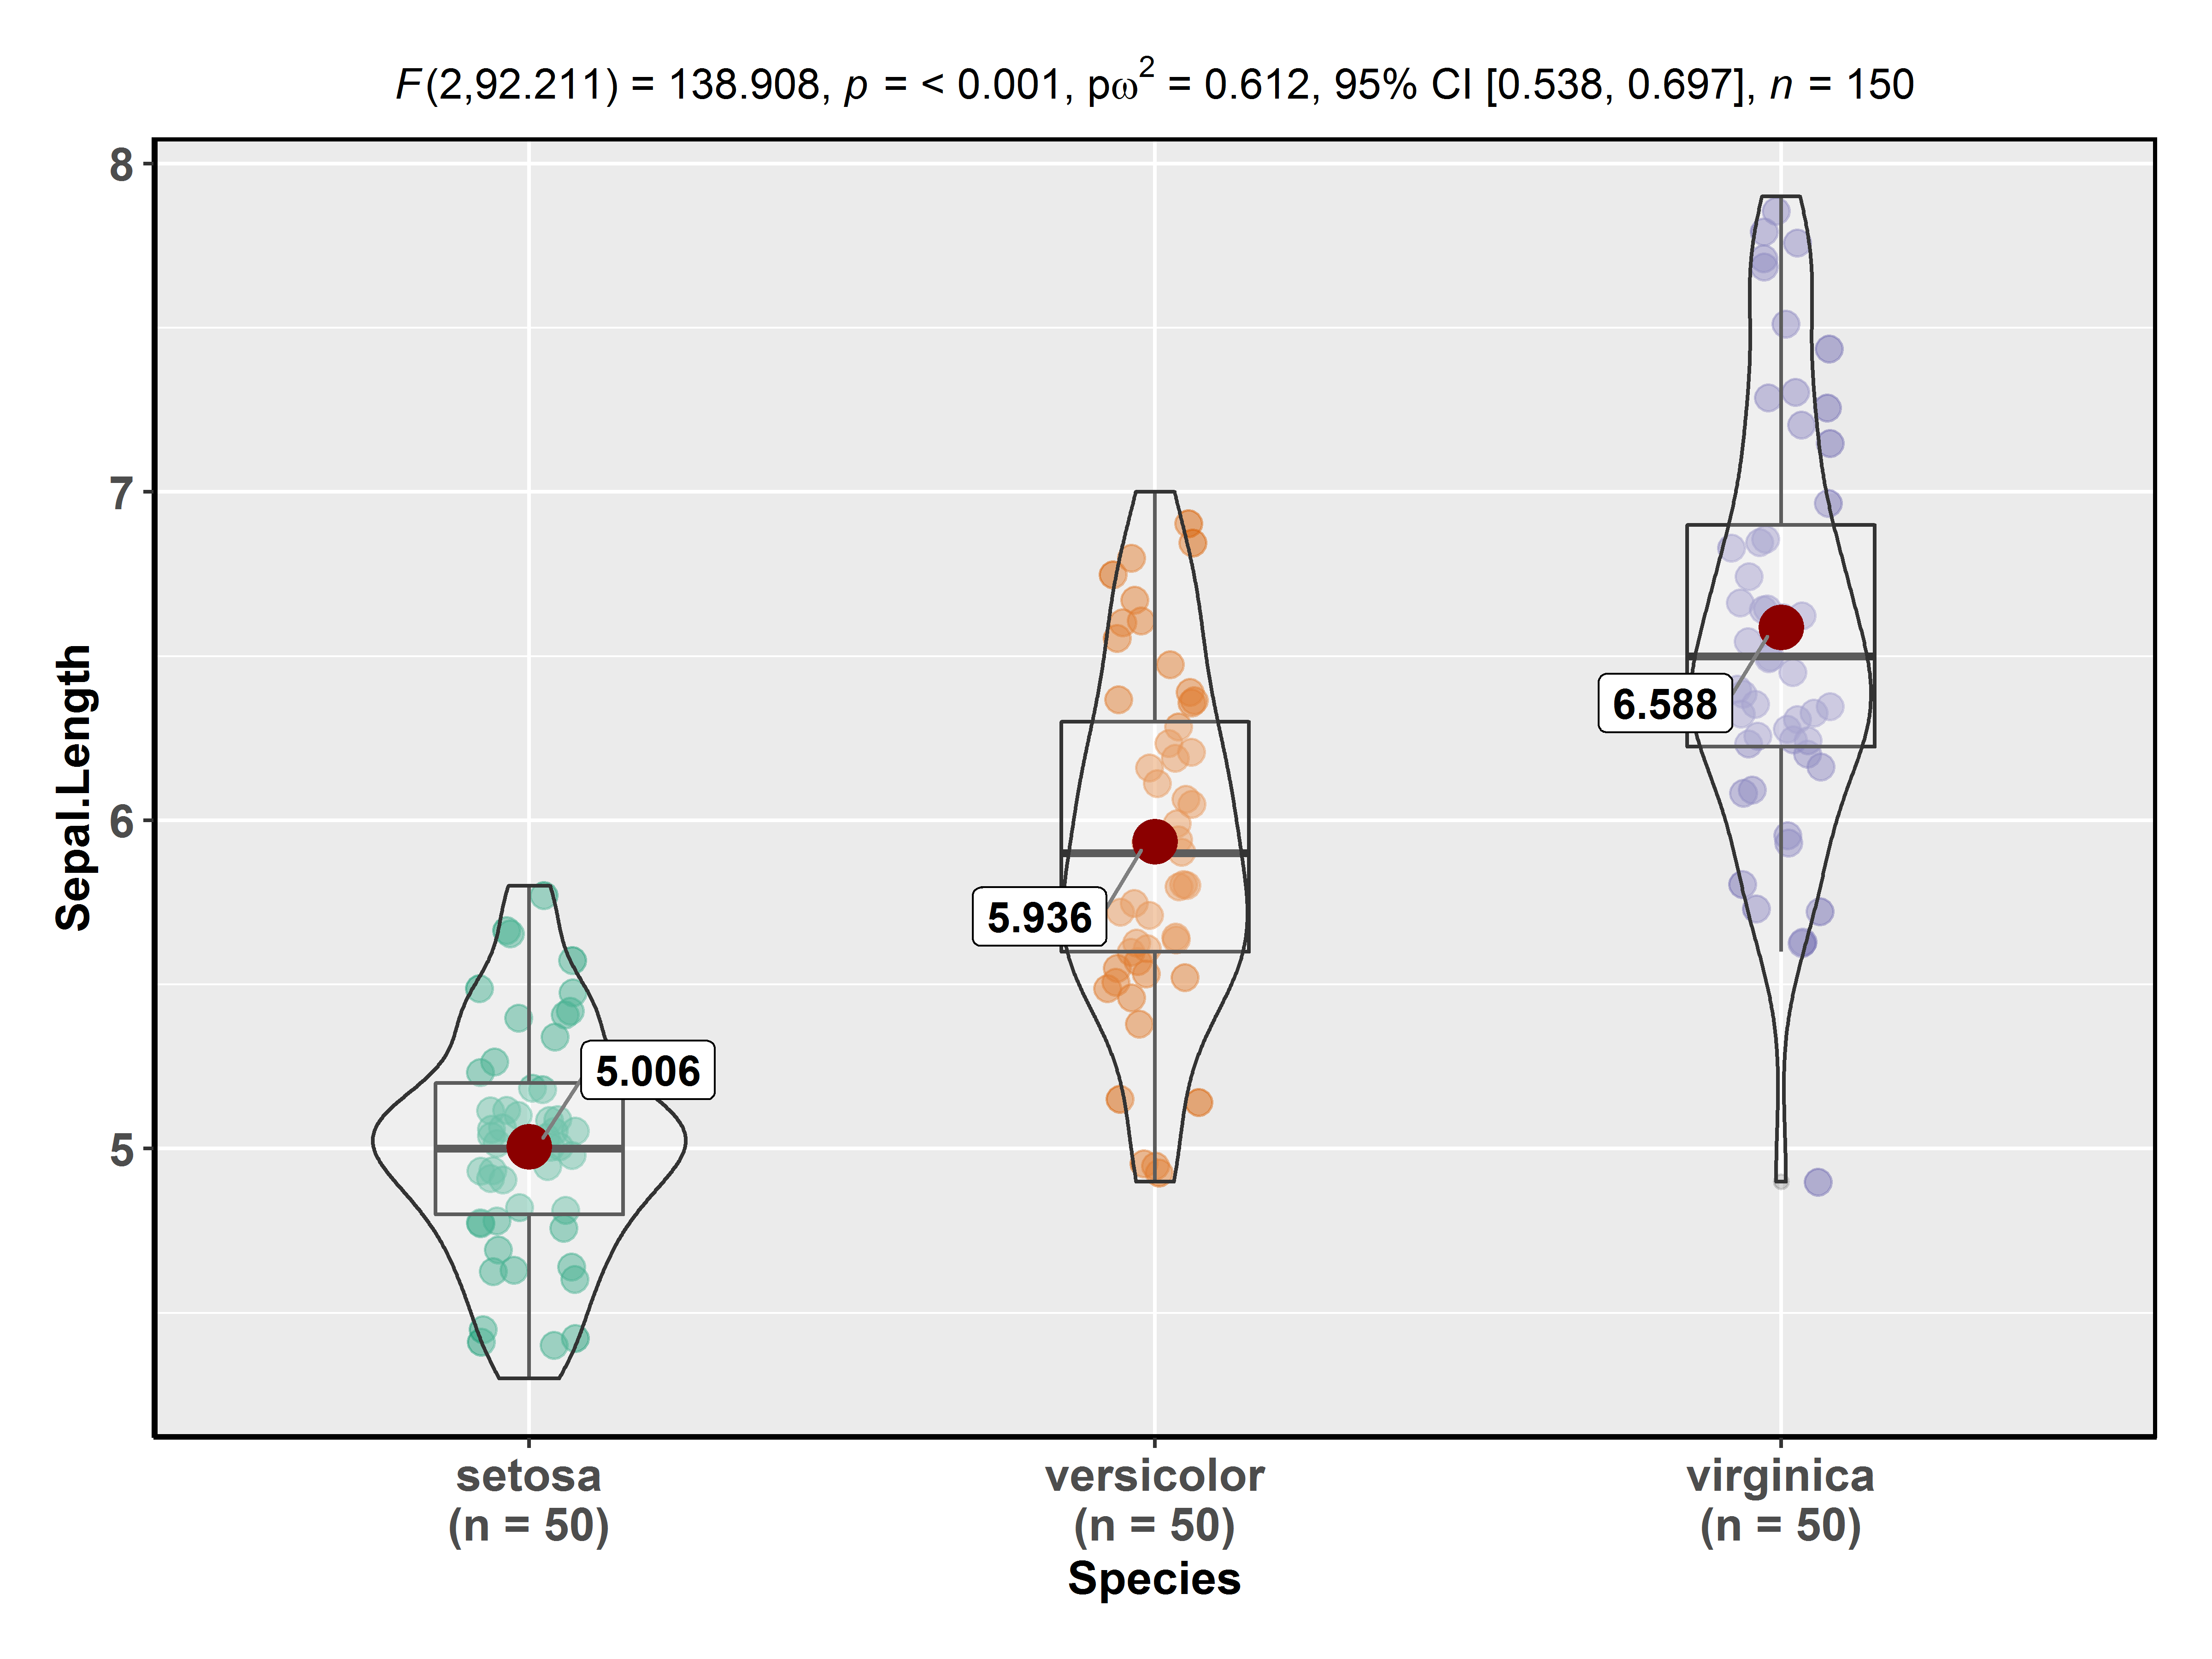 F(2,92.211) = 138.908, p = < 0.001, pω² = 0.612, 95% CI [0.538, 0.697], n = 150
8
7
6
5
Sepal.Length
6.588
5.936
5.006
setosa
(n = 50)
versicolor
(n = 50)
virginica
(n = 50)
Species